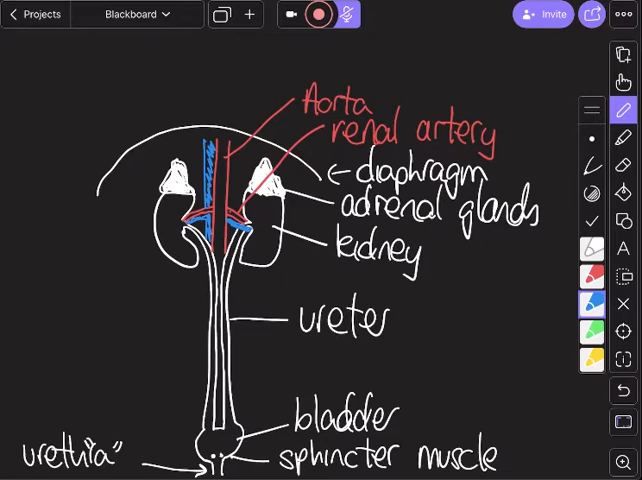 Projects
Blackboard
Invite
Aorta
renal artery
←diaphragm
adrenal glands
kidney
ureter
bladder
sphincter muscle
urethra"